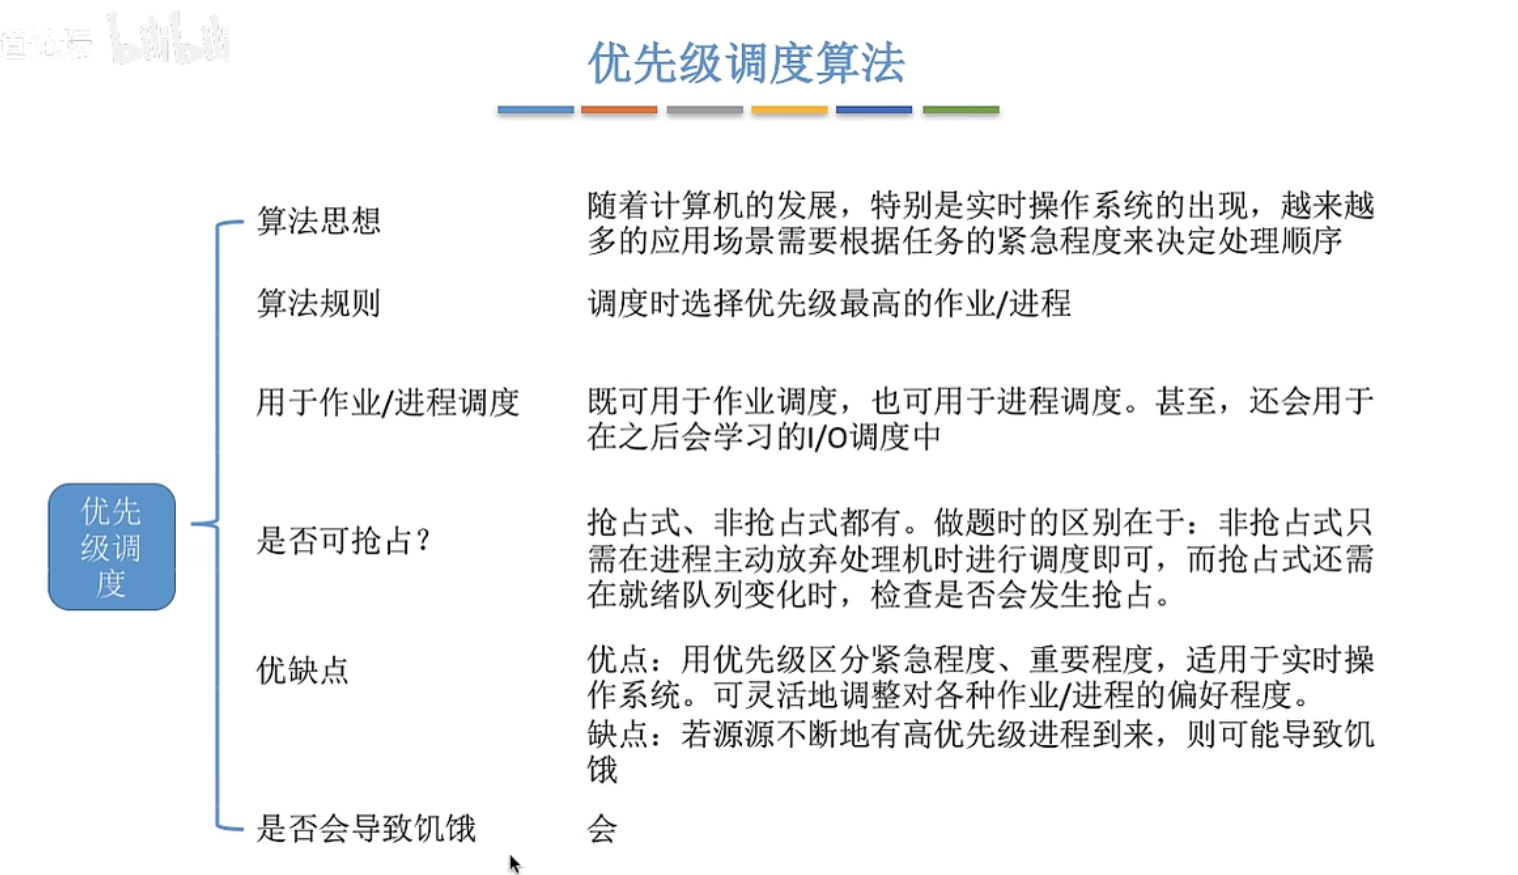 bilibili
优先级调度算法
算法思想
随着计算机的发展，特别是实时操作系统的出现，越来越
多的应用场景需要根据任务的紧急程度来决定处理顺序
算法规则
调度时选择优先级最高的作业/进程
用于作业/进程调度
既可用于作业调度，也可用于进程调度。甚至，还会用于
在之后会学习的I/O调度中
优先
级调
度
是否可抢占？
抢占式、非抢占式都有。做题时的区别在于：非抢占式只
需在进程主动放弃处理机时进行调度即可，而抢占式还需
在就绪队列变化时，检查是否会发生抢占。
优缺点
优点：用优先级区分紧急程度、重要程度，适用于实时操
作系统。可灵活地调整对各种作业/进程的偏好程度。
缺点：若源源不断地有高优先级进程到来，则可能导致饥
饿
是否会导致饥饿
会